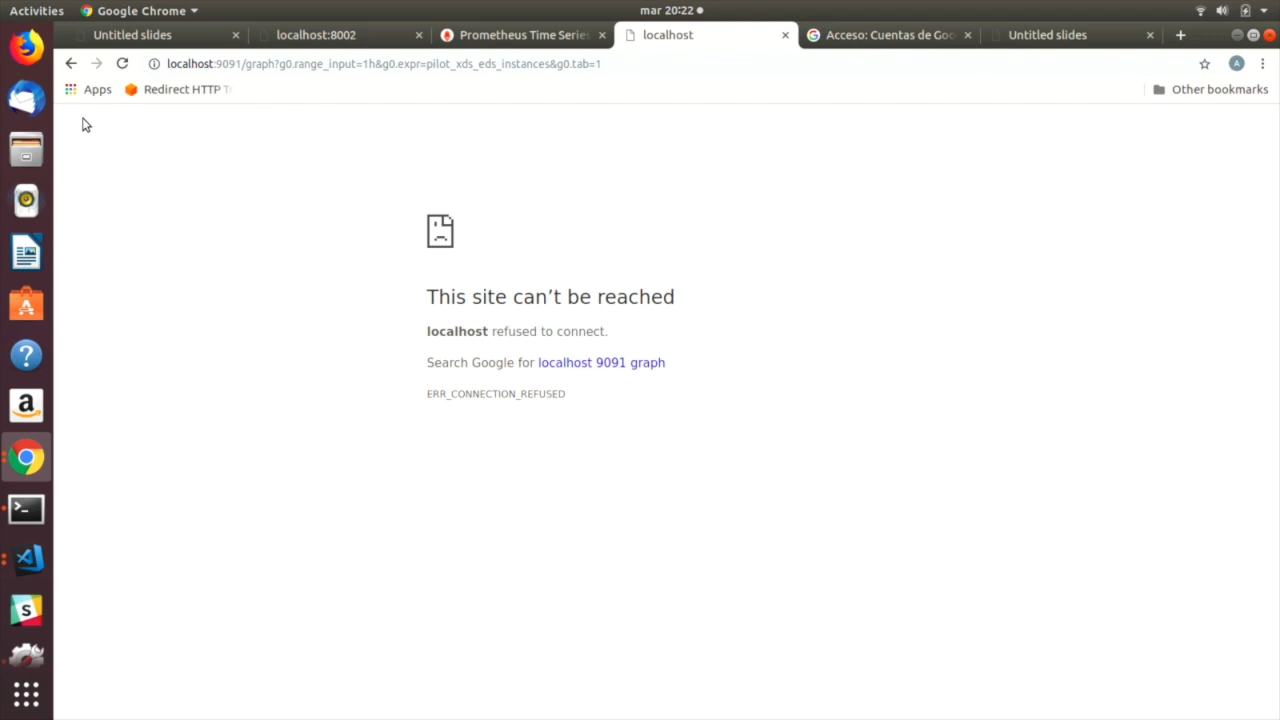 Activities Google Chrome mar 20:22
Untitled slides localhost:8002 Prometheus Time Series localhost Acceso: Cuentas de Goo Untitled slides
localhost:9091/graph?g0.range_input=1h&g0.expr=pilot_xds_eds_instances&g0.tab=1 A
Apps Redirect HTTP T Other bookmarks
This site can’t be reached
localhost refused to connect.
Search Google for localhost 9091 graph
ERR_CONNECTION_REFUSED